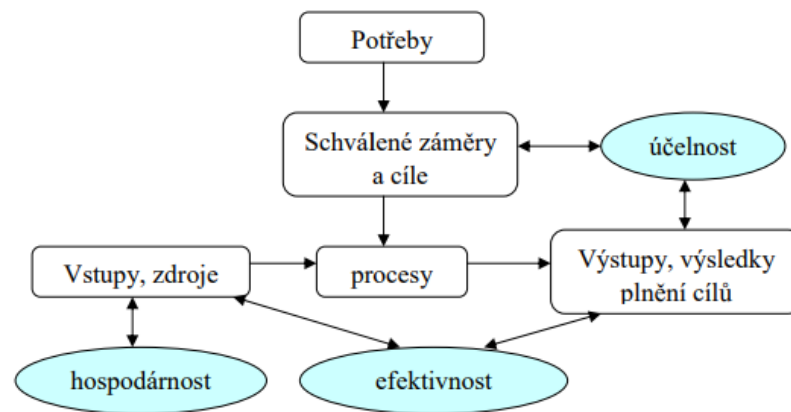 Potřeby
Schválené záměry
a cíle
účelnost
Vstupy, zdroje
procesy
Výstupy, výsledky
plnění cílů
hospodárnost
efektivnost